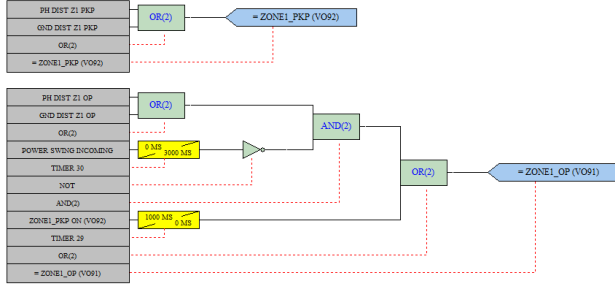 PH DIST Z1 PKP
GND DIST Z1 PKP
OR(2)
= ZONE1_PKP (VO92)
OR(2)
= ZONE1_PKP (VO92)
PH DIST Z1 OP
GND DIST Z1 OP
OR(2)
POWER SWING INCOMING
TIMER 30
NOT
AND(2)
ZONE1_PKP ON (VO92)
TIMER 29
OR(2)
= ZONE1_OP (VO91)
OR(2)
0 MS
3000 MS
AND(2)
1000 MS
0 MS
OR(2)
= ZONE1_OP (VO91)